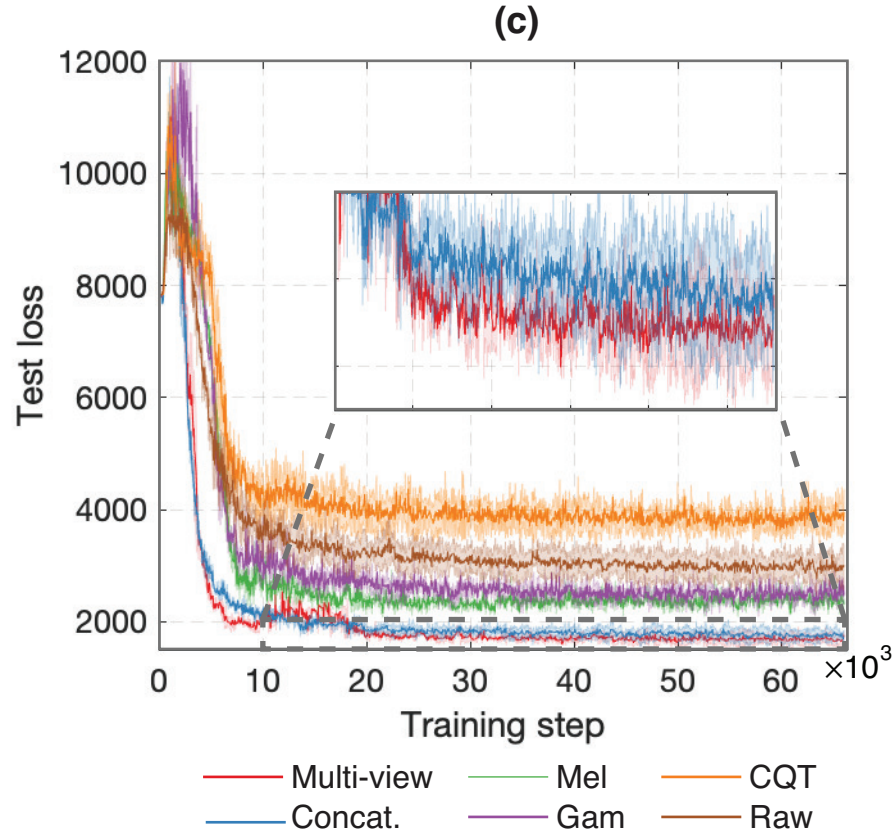 (c)
12000
10000
8000
6000
4000
2000
Test loss
0 10 20 30 40 50 60 ×10³
Training step
Multi-view Mel CQT
Concat. Gam Raw